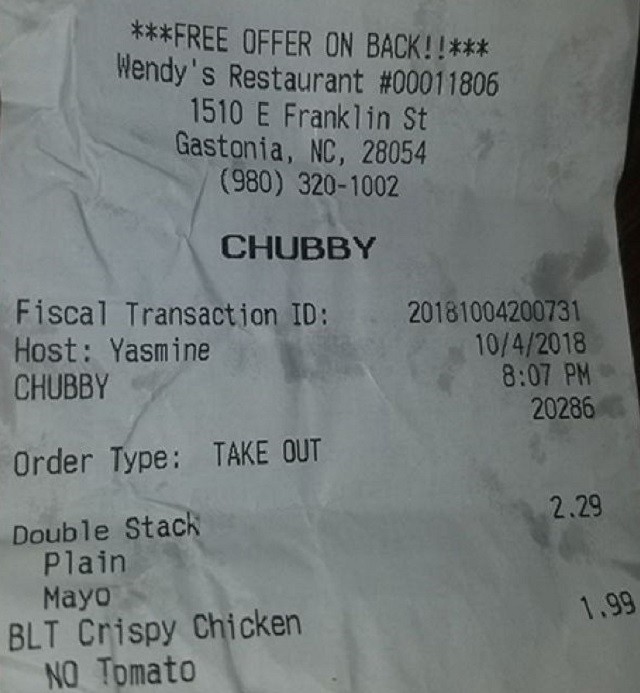 ***FREE OFFER ON BACK!!***
Wendy's Restaurant #00011806
1510 E Franklin St
Gastonia, NC, 28054
(980) 320-1002
CHUBBY
Fiscal Transaction ID: 20181004200731
Host: Yasmine 10/4/2018
CHUBBY 8:07 PM
20286
Order Type: TAKE OUT
Double Stack 2.29
Plain
Mayo
BLT Crispy Chicken 1.99
NO Tomato